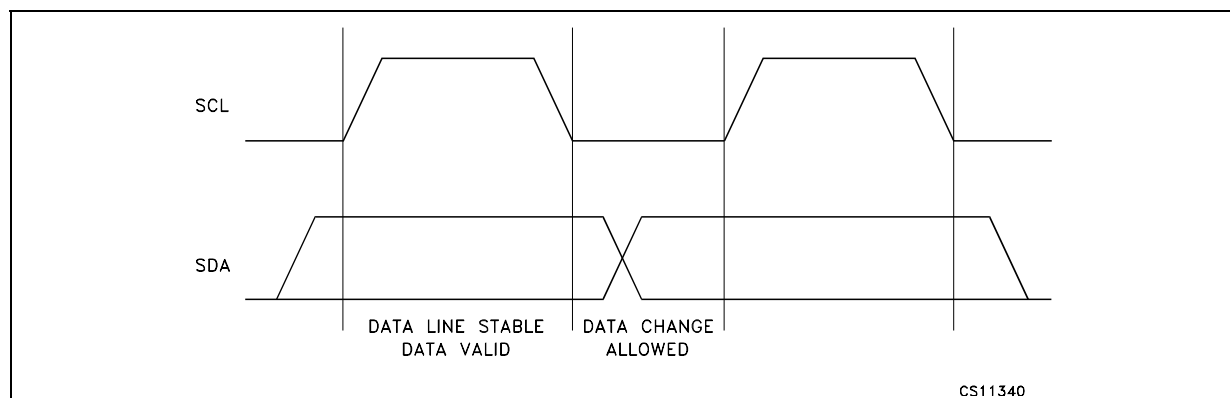 SCL
SDA
DATA LINE STABLE
DATA VALID
DATA CHANGE
ALLOWED
CS11340